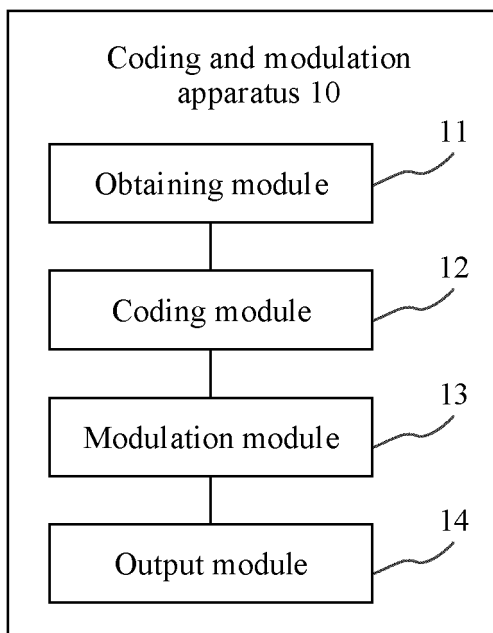 Coding and modulation
apparatus 10
11
Obtaining module
12
Coding module
13
Modulation module
14
Output module